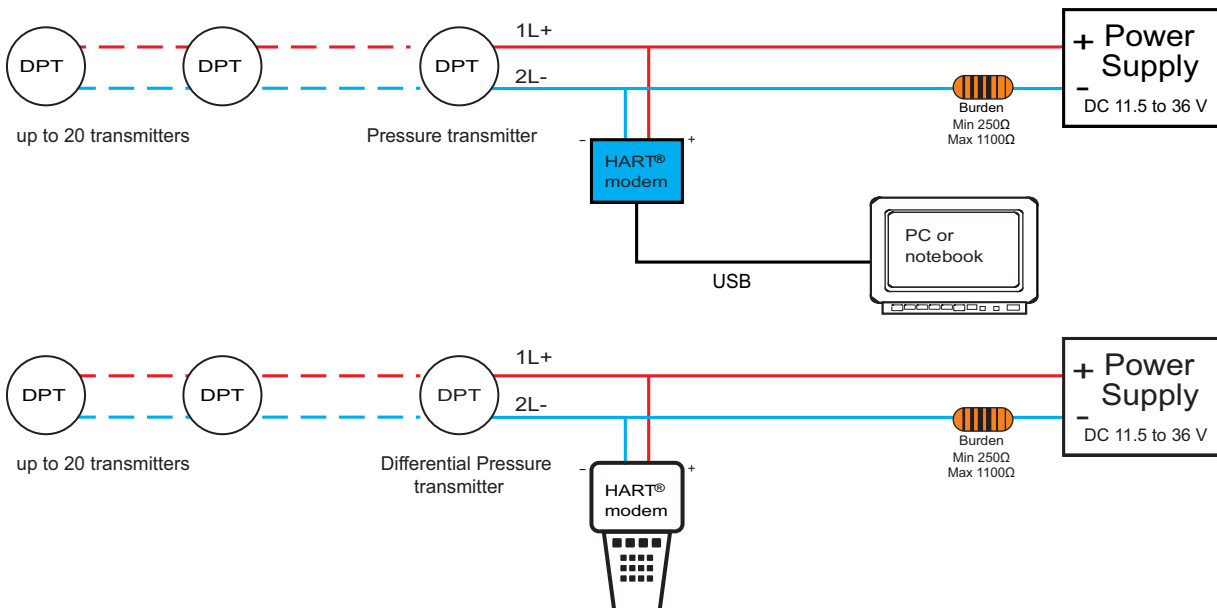 1L+
DPT
DPT
DPT
2L-
+ Power
Supply
-
DC 11.5 to 36 V
up to 20 transmitters
Pressure transmitter
Burden
Min 250Ω
Max 1100Ω
- +
HART®
modem
PC or
notebook
USB
1L+
DPT
DPT
DPT
2L-
+ Power
Supply
-
DC 11.5 to 36 V
up to 20 transmitters
Differential Pressure
transmitter
Burden
Min 250Ω
Max 1100Ω
- +
HART®
modem